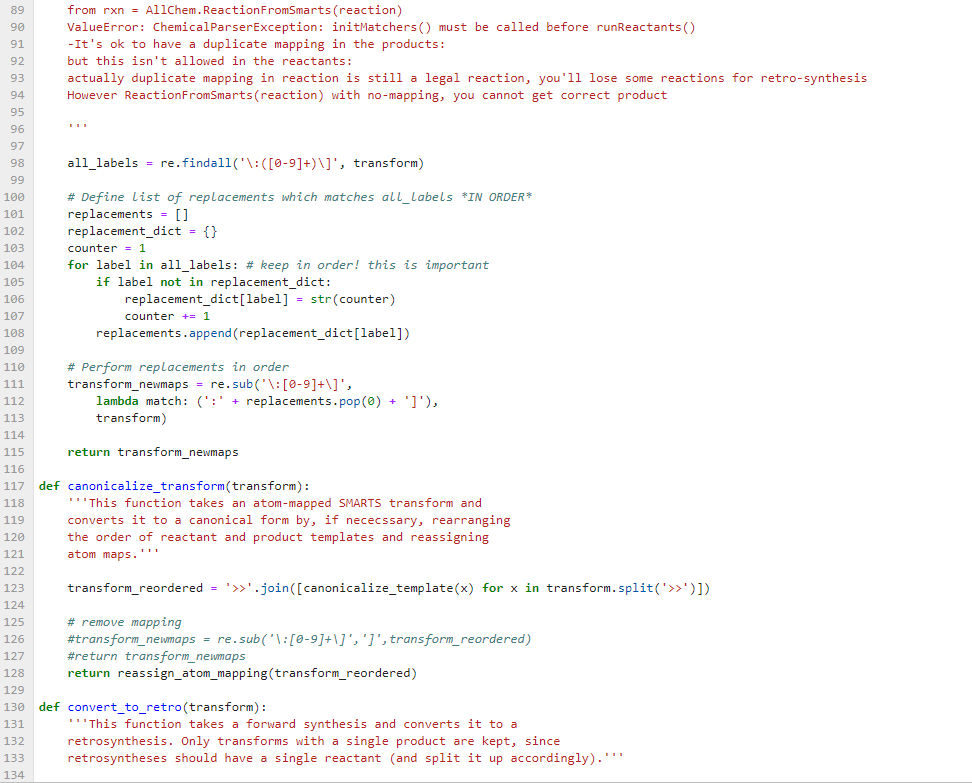 89 from rxn = AllChem.ReactionFromSmarts(reaction)
90 ValueError: ChemicalParserException: initMatchers() must be called before runReactants()
91 -It's ok to have a duplicate mapping in the products:
92 but this isn't allowed in the reactants:
93 actually duplicate mapping in reaction is still a legal reaction, you'll lose some reactions for retro-synthesis
94 However ReactionFromSmarts(reaction) with no-mapping, you cannot get correct product
95
96 '''
97
98 all_labels = re.findall('\:([0-9]+)\]', transform)
99
100 # Define list of replacements which matches all_labels *IN ORDER*
101 replacements = []
102 replacement_dict = {}
103 counter = 1
104 for label in all_labels: # keep in order! this is important
105 if label not in replacement_dict:
106 replacement_dict[label] = str(counter)
107 counter += 1
108 replacements.append(replacement_dict[label])
109
110 # Perform replacements in order
111 transform_newmaps = re.sub('\:[0-9]+\]',
112 lambda match: (':' + replacements.pop(0) + ']'),
113 transform)
114
115 return transform_newmaps
116
117 def canonicalize_transform(transform):
118 '''This function takes an atom-mapped SMARTS transform and
119 converts it to a canonical form by, if nececssary, rearranging
120 the order of reactant and product templates and reassigning
121 atom maps.'''
122
123 transform_reordered = '>>'.join([canonicalize_template(x) for x in transform.split('>>')])
124
125 # remove mapping
126 #transform_newmaps = re.sub('\:[0-9]+\]',']',transform_reordered)
127 #return transform_newmaps
128 return reassign_atom_mapping(transform_reordered)
129
130 def convert_to_retro(transform):
131 '''This function takes a forward synthesis and converts it to a
132 retrosynthesis. Only transforms with a single product are kept, since
133 retrosyntheses should have a single reactant (and split it up accordingly).'''
134